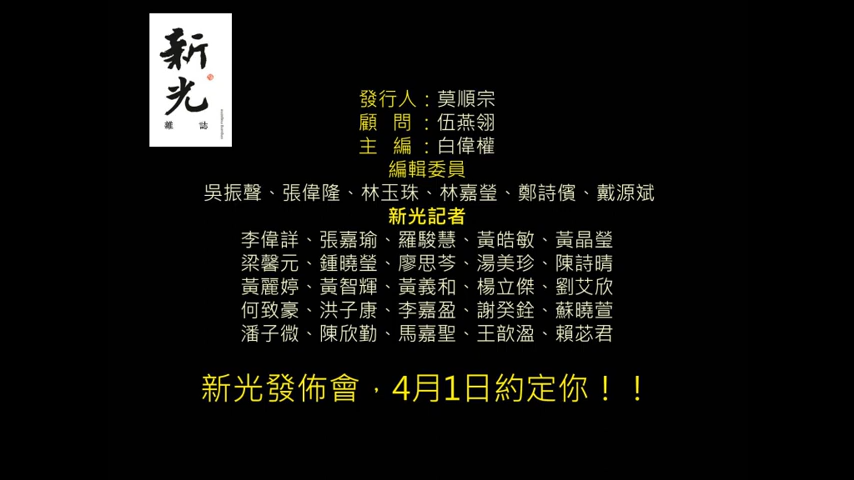 新光
雜誌
發行人：莫順宗
顧 問：伍燕翎
主 編：白偉權
編輯委員
吳振聲、張偉隆、林玉珠、林嘉瑩、鄭詩儐、戴源斌
新光記者
李偉詳、張嘉瑜、羅駿慧、黃皓敏、黃晶瑩
梁馨元、鍾曉瑩、廖思芩、湯美珍、陳詩晴
黃麗婷、黃智輝、黃義和、楊立傑、劉艾欣
何致豪、洪子康、李嘉盈、謝癸銓、蘇曉萱
潘子微、陳欣勤、馬嘉聖、王歆溋、賴苾君
新光發佈會，4月1日約定你！！